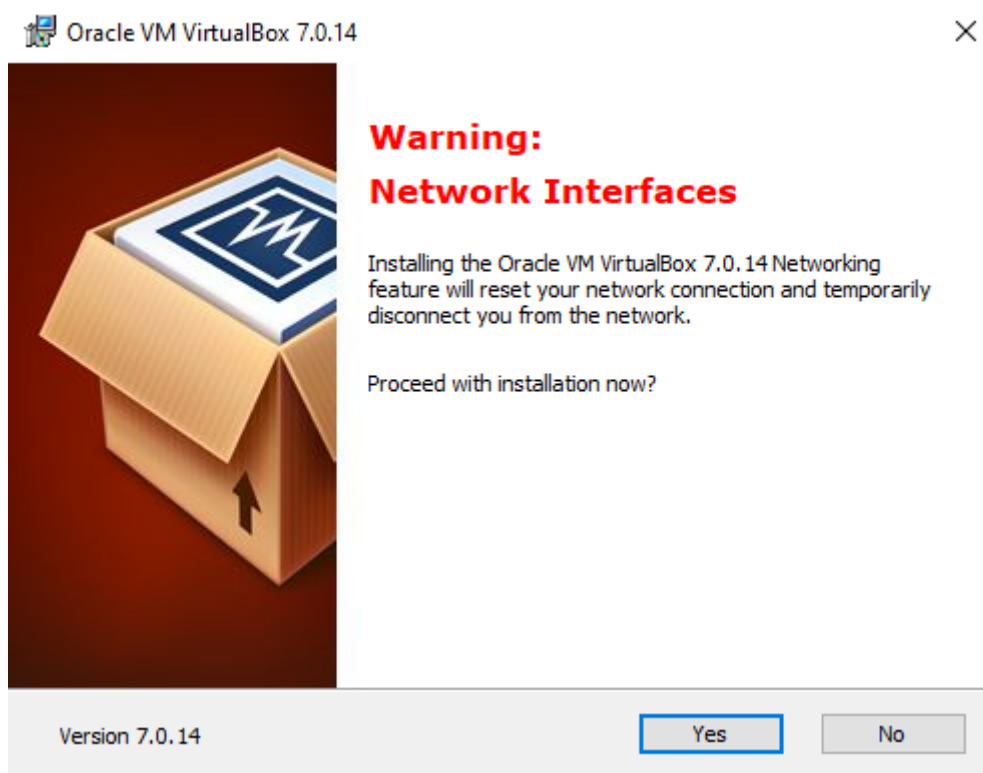 Oracle VM VirtualBox 7.0.14
Warning:
Network Interfaces
Installing the Oracle VM VirtualBox 7.0.14 Networking
feature will reset your network connection and temporarily
disconnect you from the network.
Proceed with installation now?
Version 7.0.14
Yes
No